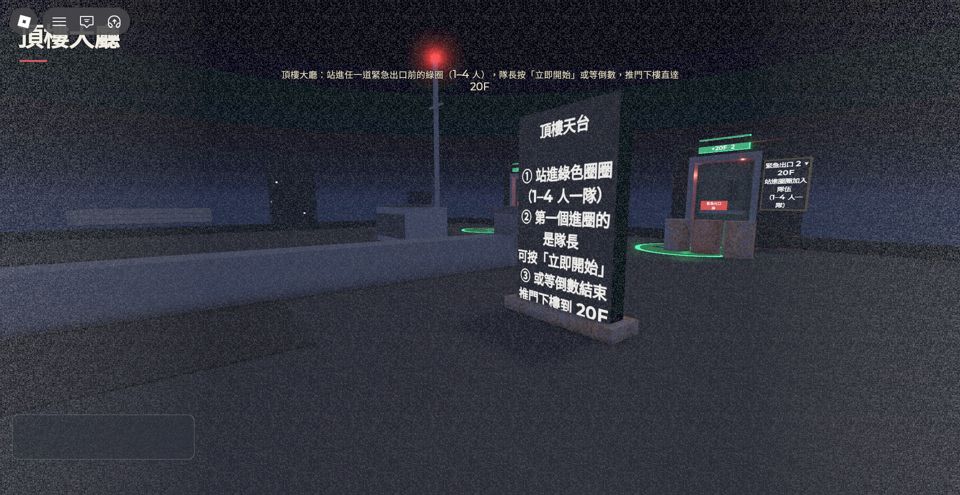 頂樓大廳
頂樓大廳：站進任一道緊急出口前的綠圈（1–4 人），隊長按「立即開始」或等倒數，推門下樓直達
20F
頂樓天台
① 站進綠色圈圈
（1–4 人一隊）
② 第一個進圈的
是隊長
可按「立即開始」
③ 或等倒數結束
推門下樓到 20F
緊急出口 2 ▼
20F
站進圈圈加入
隊伍
（1–4 人一
隊）
緊急出口